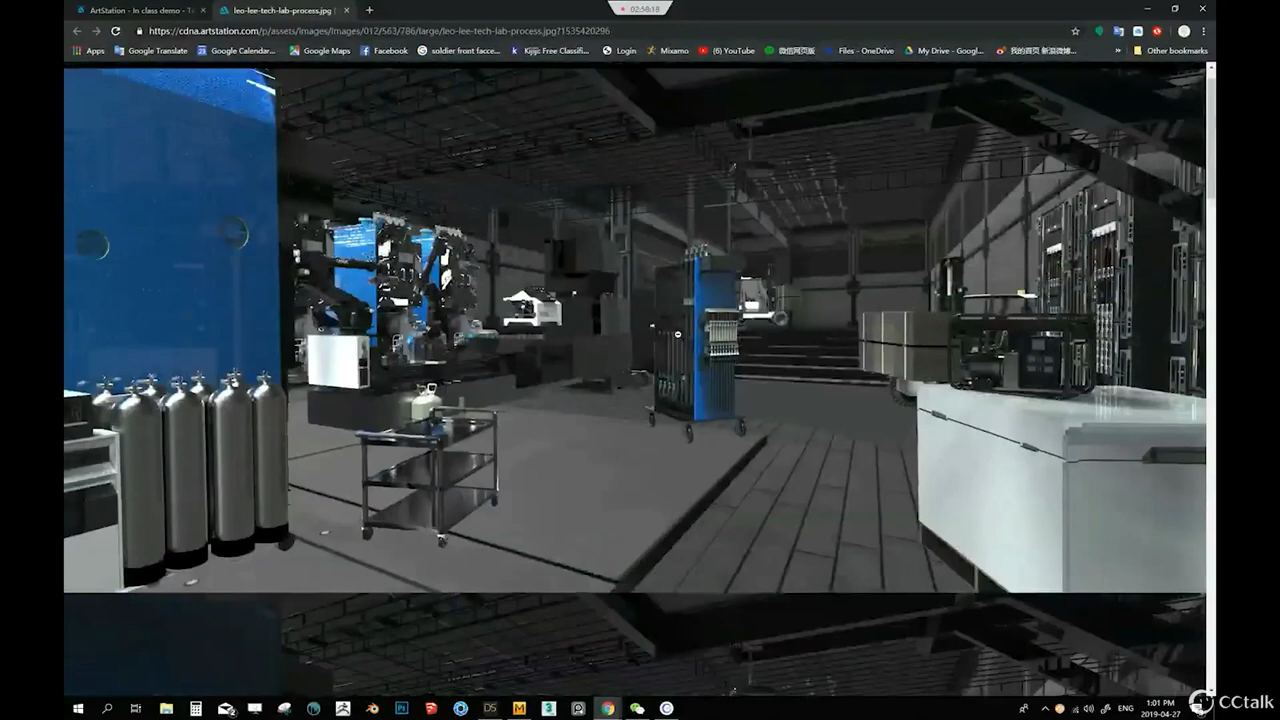 ArtStation - In class demo - T
leo-lee-tech-lab-process.jpg
02:58:18
https://cdna.artstation.com/p/assets/images/images/012/563/786/large/leo-lee-tech-lab-process.jpg?1535420296
Apps
Google Translate
Google Calendar...
Google Maps
Facebook
soldier front facce...
Kijiji: Free Classifi...
Login
Mixamo
(6) YouTube
微信网页版
Files - OneDrive
My Drive - Googl...
我的首页 新浪微博...
»
Other bookmarks
Ps
DS
M
3
ENG
1:01 PM
2019-04-27
CCtalk